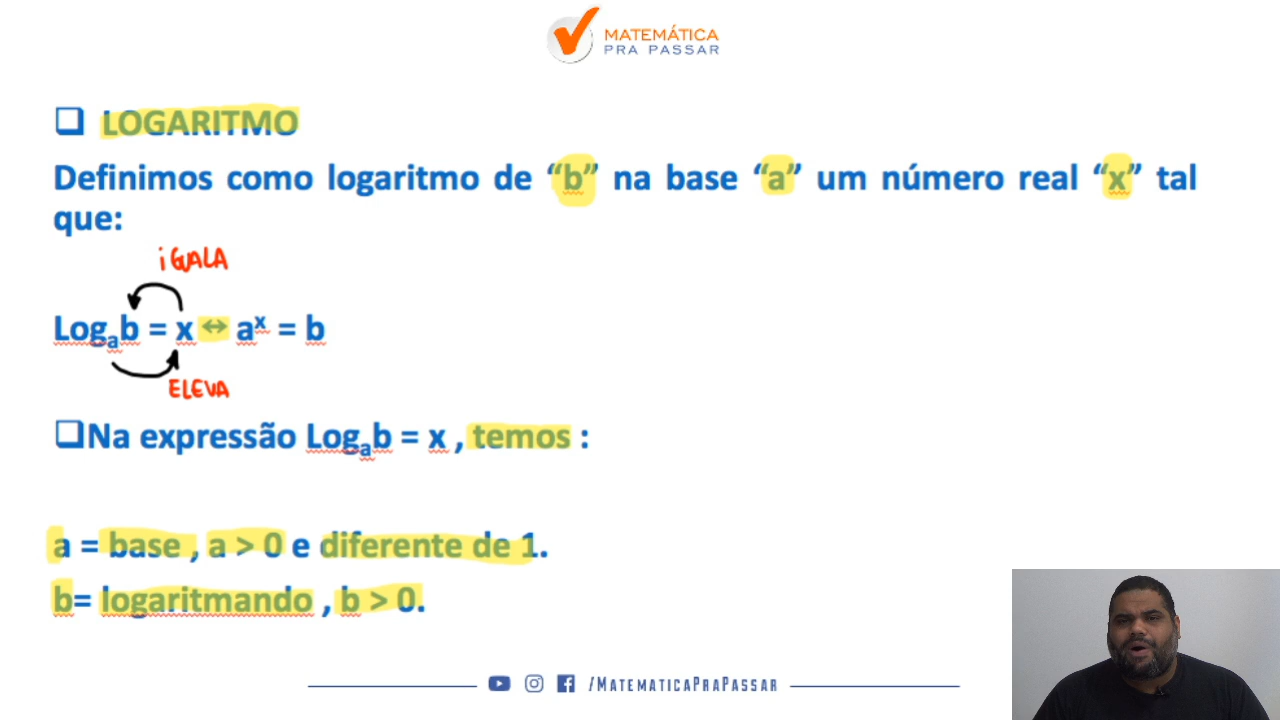 MATEMÁTICA
PRA PASSAR
LOGARITMO
Definimos como logaritmo de “b” na base “a” um número real “x” tal
que:
iGUALA
Logₐb = x ↔ aˣ = b
ELEVA
Na expressão Logₐb = x , temos :
a = base , a > 0 e diferente de 1.
b= logaritmando , b > 0.
/MATEMATICAPRAPASSAR